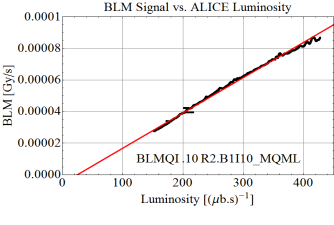 BLM Signal vs. ALICE Luminosity
0.0001
0.00008
0.00006
0.00004
0.00002
0.0000
BLM [Gy/s]
BLMQI.10R2.B1I10_MQML
0
100
200
300
400
Luminosity [(μb.s)⁻¹]